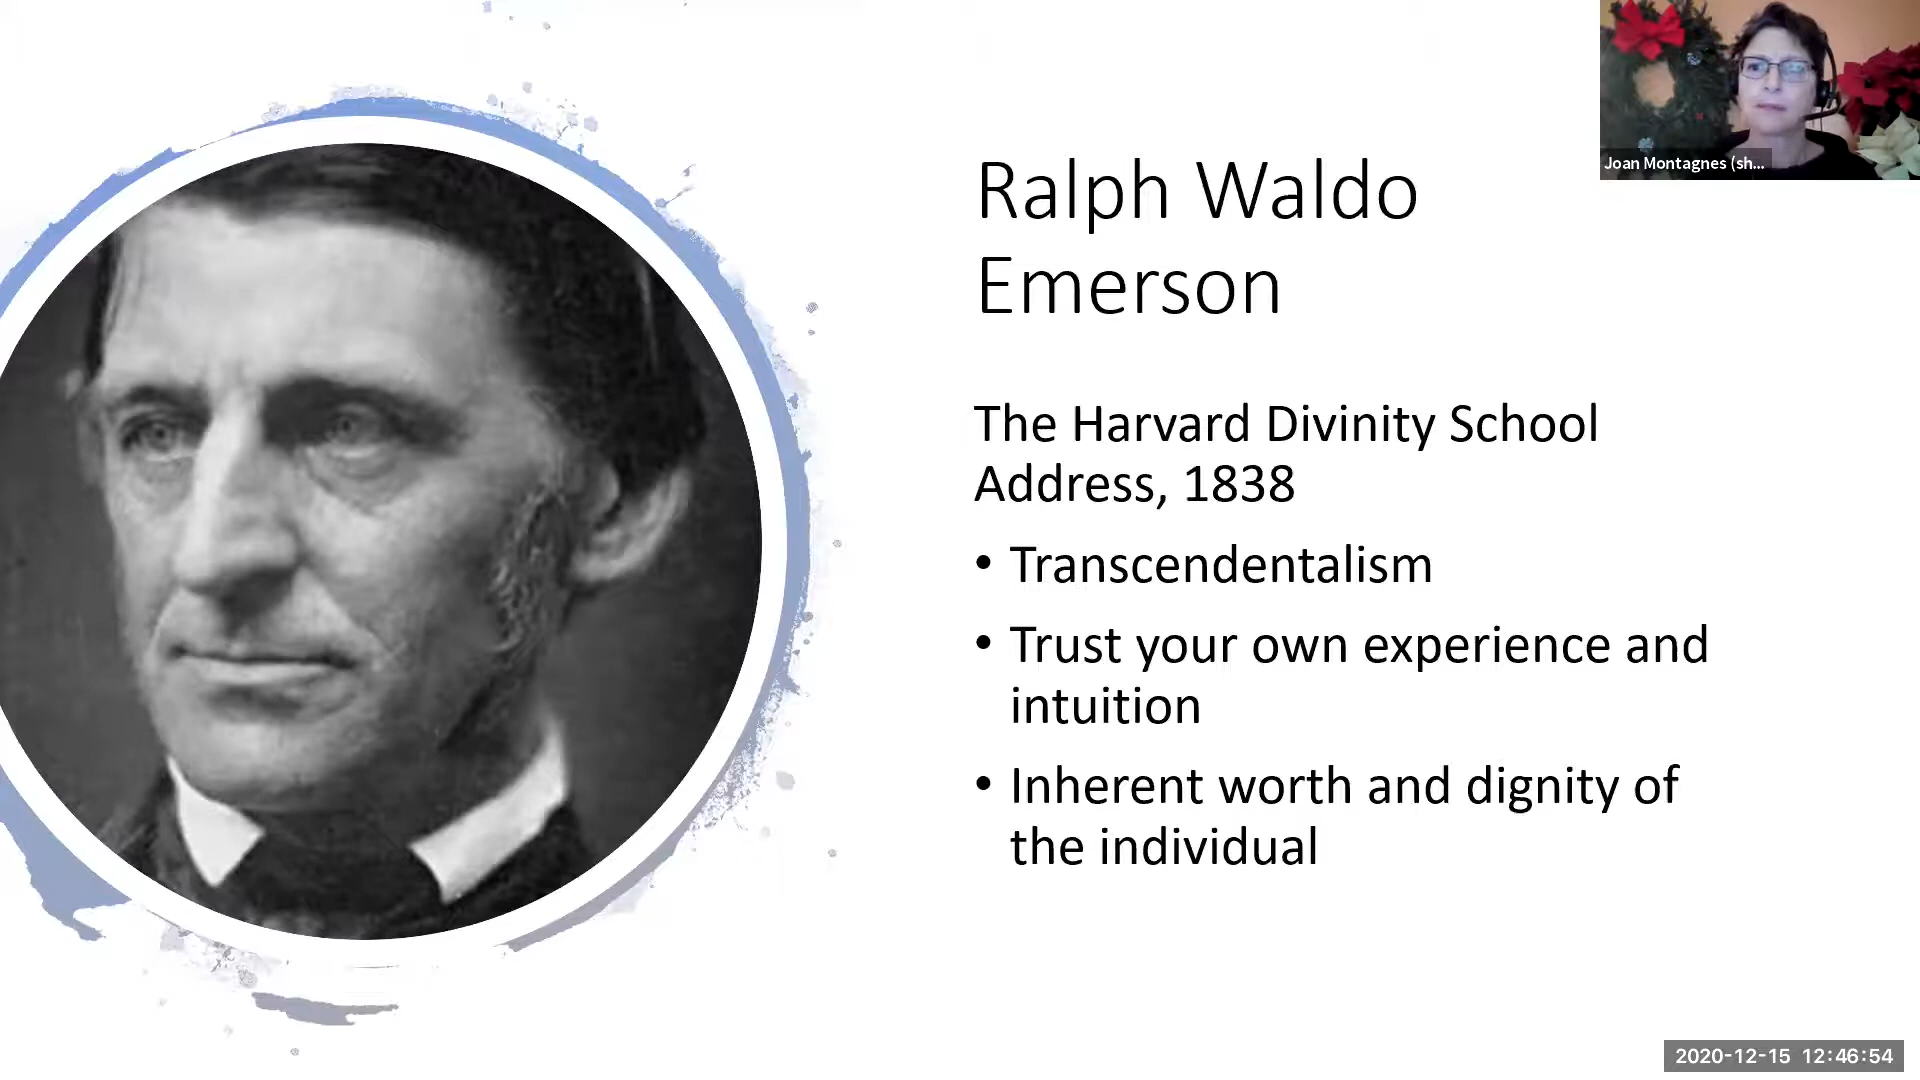 Joan Montagnes (sh...
Ralph Waldo
Emerson
The Harvard Divinity School
Address, 1838
• Transcendentalism
• Trust your own experience and
intuition
• Inherent worth and dignity of
the individual
2020-12-15 12:46:54